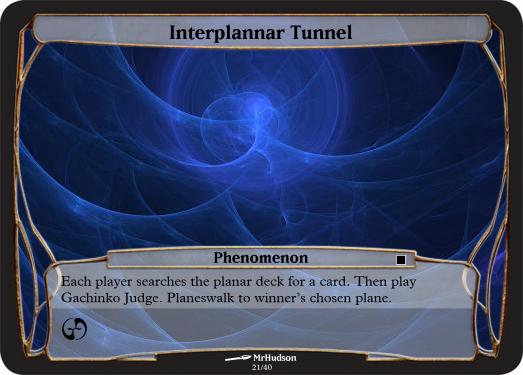 Interplannar Tunnel
Phenomenon
Each player searches the planar deck for a card. Then play
Gachinko Judge. Planeswalk to winner's chosen plane.
MrHudson
21/40